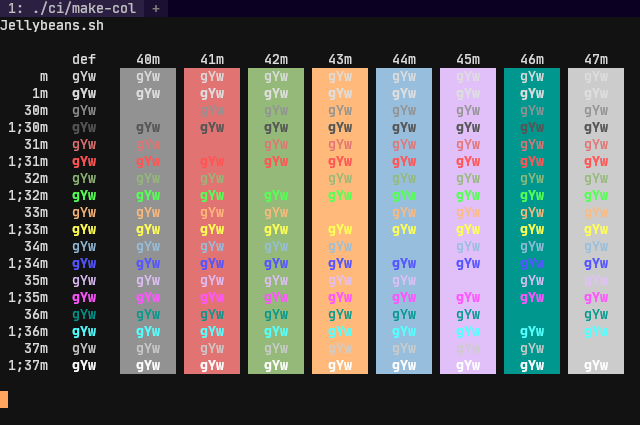 1: ./ci/make-col +
Jellybeans.sh
def 40m 41m 42m 43m 44m 45m 46m 47m
m gYw gYw gYw gYw gYw gYw gYw gYw gYw
1m gYw gYw gYw gYw gYw gYw gYw gYw gYw
30m gYw gYw gYw gYw gYw gYw gYw gYw
1;30m gYw gYw gYw gYw gYw gYw gYw gYw gYw
31m gYw gYw gYw gYw gYw gYw gYw gYw
1;31m gYw gYw gYw gYw gYw gYw gYw gYw gYw
32m gYw gYw gYw gYw gYw gYw gYw gYw
1;32m gYw gYw gYw gYw gYw gYw gYw gYw gYw
33m gYw gYw gYw gYw gYw gYw gYw gYw
1;33m gYw gYw gYw gYw gYw gYw gYw gYw gYw
34m gYw gYw gYw gYw gYw gYw gYw gYw
1;34m gYw gYw gYw gYw gYw gYw gYw gYw gYw
35m gYw gYw gYw gYw gYw gYw gYw gYw
1;35m gYw gYw gYw gYw gYw gYw gYw gYw gYw
36m gYw gYw gYw gYw gYw gYw gYw gYw
1;36m gYw gYw gYw gYw gYw gYw gYw gYw gYw
37m gYw gYw gYw gYw gYw gYw gYw gYw
1;37m gYw gYw gYw gYw gYw gYw gYw gYw gYw